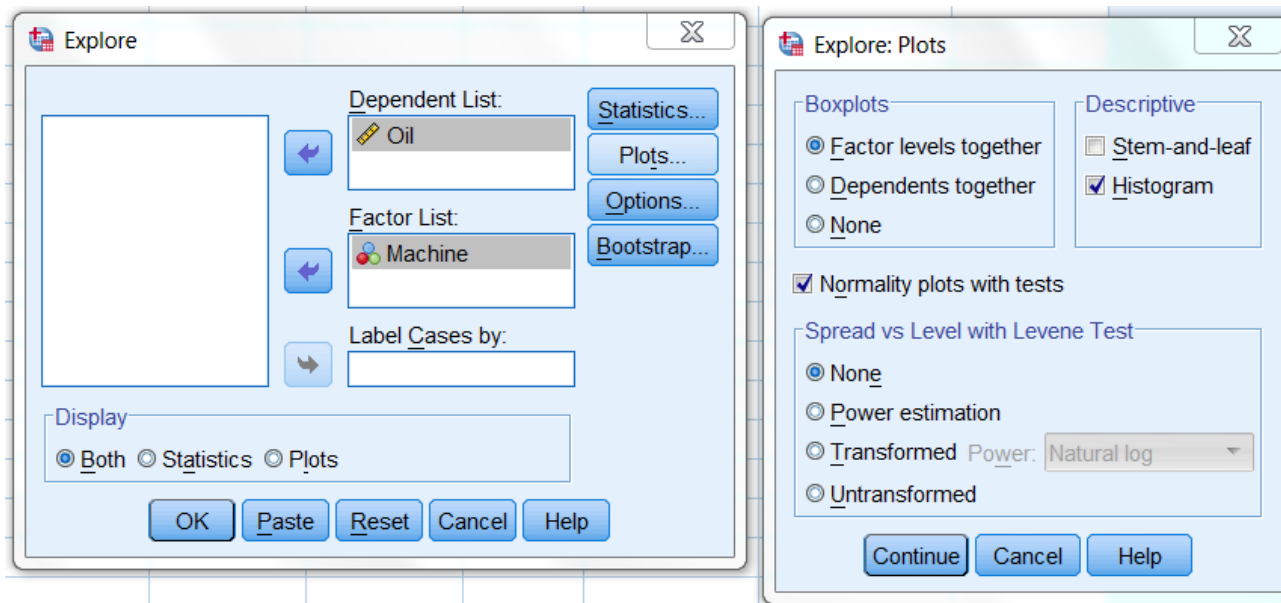 Explore
Dependent List:
Oil
Factor List:
Machine
Label Cases by:
Statistics...
Plots...
Options...
Bootstrap...
Display
Both Statistics Plots
OK Paste Reset Cancel Help
Explore: Plots
Boxplots
Factor levels together
Dependents together
None
Descriptive
Stem-and-leaf
Histogram
Normality plots with tests
Spread vs Level with Levene Test
None
Power estimation
Transformed Power: Natural log
Untransformed
Continue Cancel Help